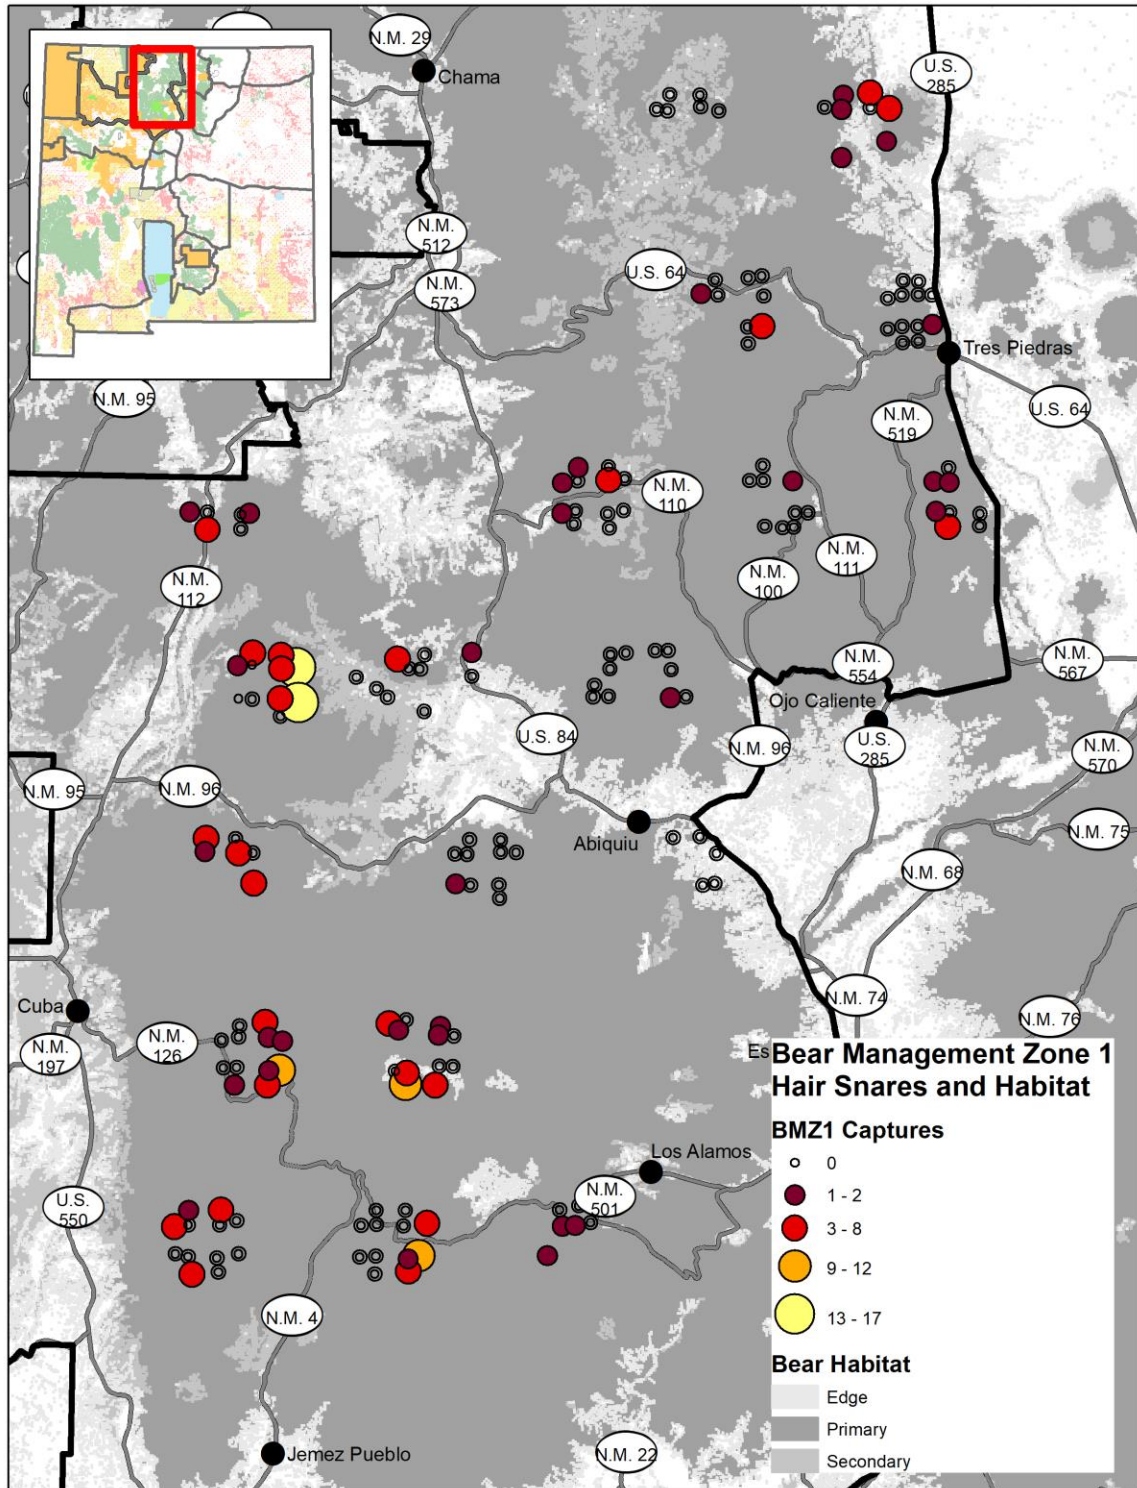 N.M. 29
Chama
U.S.
285
N.M.
512
U.S. 64
N.M.
573
Tres Piedras
N.M. 95
U.S. 64
N.M.
519
N.M.
110
N.M.
111
N.M.
112
N.M.
100
N.M.
554
N.M.
567
Ojo Caliente
U.S. 84
N.M. 96
U.S.
285
N.M.
570
N.M. 95
N.M. 96
Abiquiu
N.M. 75
N.M. 68
Cuba
N.M. 74
N.M. 76
N.M.
197
N.M.
126
Es
Bear Management Zone 1
Hair Snares and Habitat
BMZ1 Captures
0
1 - 2
3 - 8
9 - 12
13 - 17
Bear Habitat
Edge
Primary
Secondary
Los Alamos
N.M.
501
U.S.
550
N.M. 4
Jemez Pueblo
N.M. 22